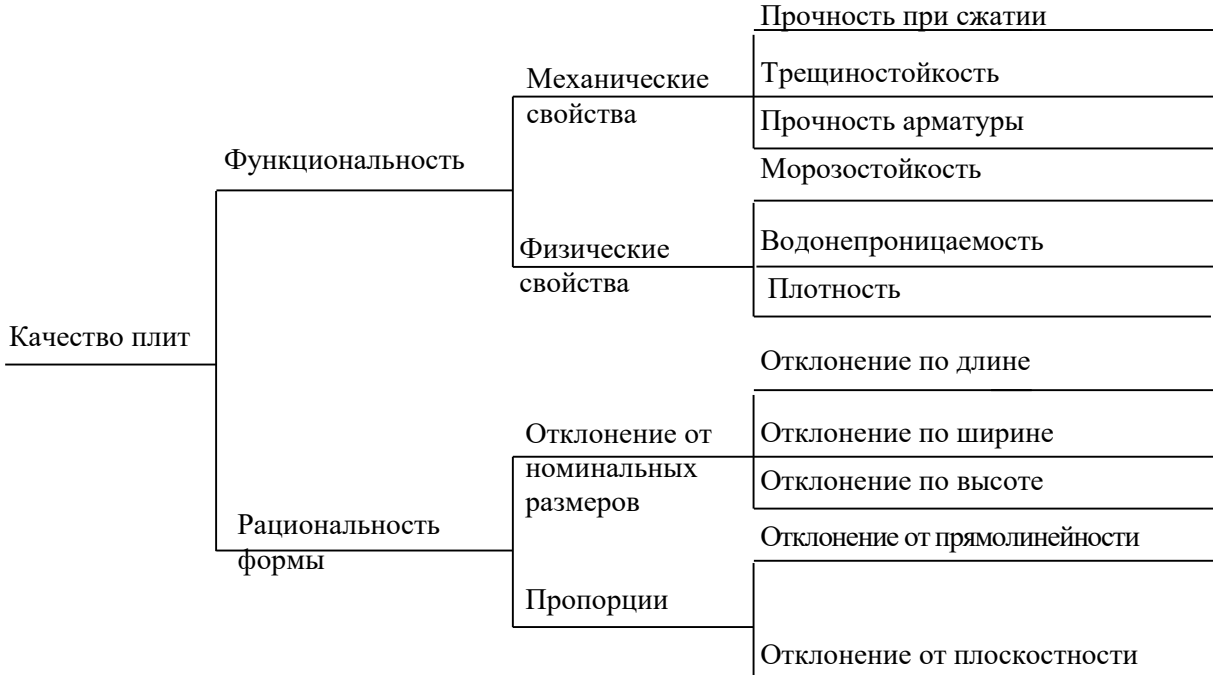 Прочность при сжатии
Механические
свойства
Трещиностойкость
Прочность арматуры
Функциональность
Морозостойкость
Физические
свойства
Водонепроницаемость
Плотность
Качество плит
Отклонение по длине
Отклонение от
номинальных
размеров
Отклонение по ширине
Отклонение по высоте
Рациональность
формы
Отклонение от прямолинейности
Пропорции
Отклонение от плоскостности